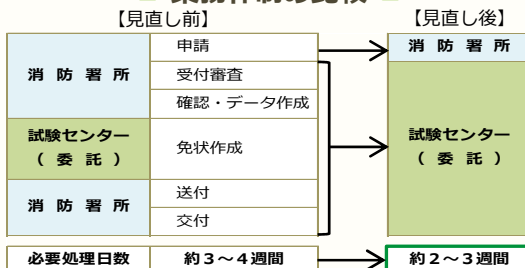 【見直し前】
【見直し後】
消防署所
申請
消防署所
受付審査
確認・データ作成
試験センター
(委託)
免状作成
試験センター
(委託)
消防署所
送付
交付
必要処理日数
約3～4週間
約2～3週間